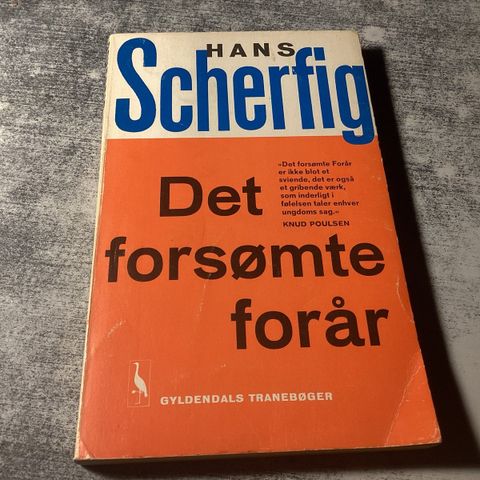 HANS
Scherfig
»Det forsømte Forår
er ikke blot et
sviende, det er også
et gribende værk,
som inderligt i
følelsen taler enhver
ungdoms sag.«
KNUD POULSEN
Det
forsømte
forår
GYLDENDALS TRANEBØGER